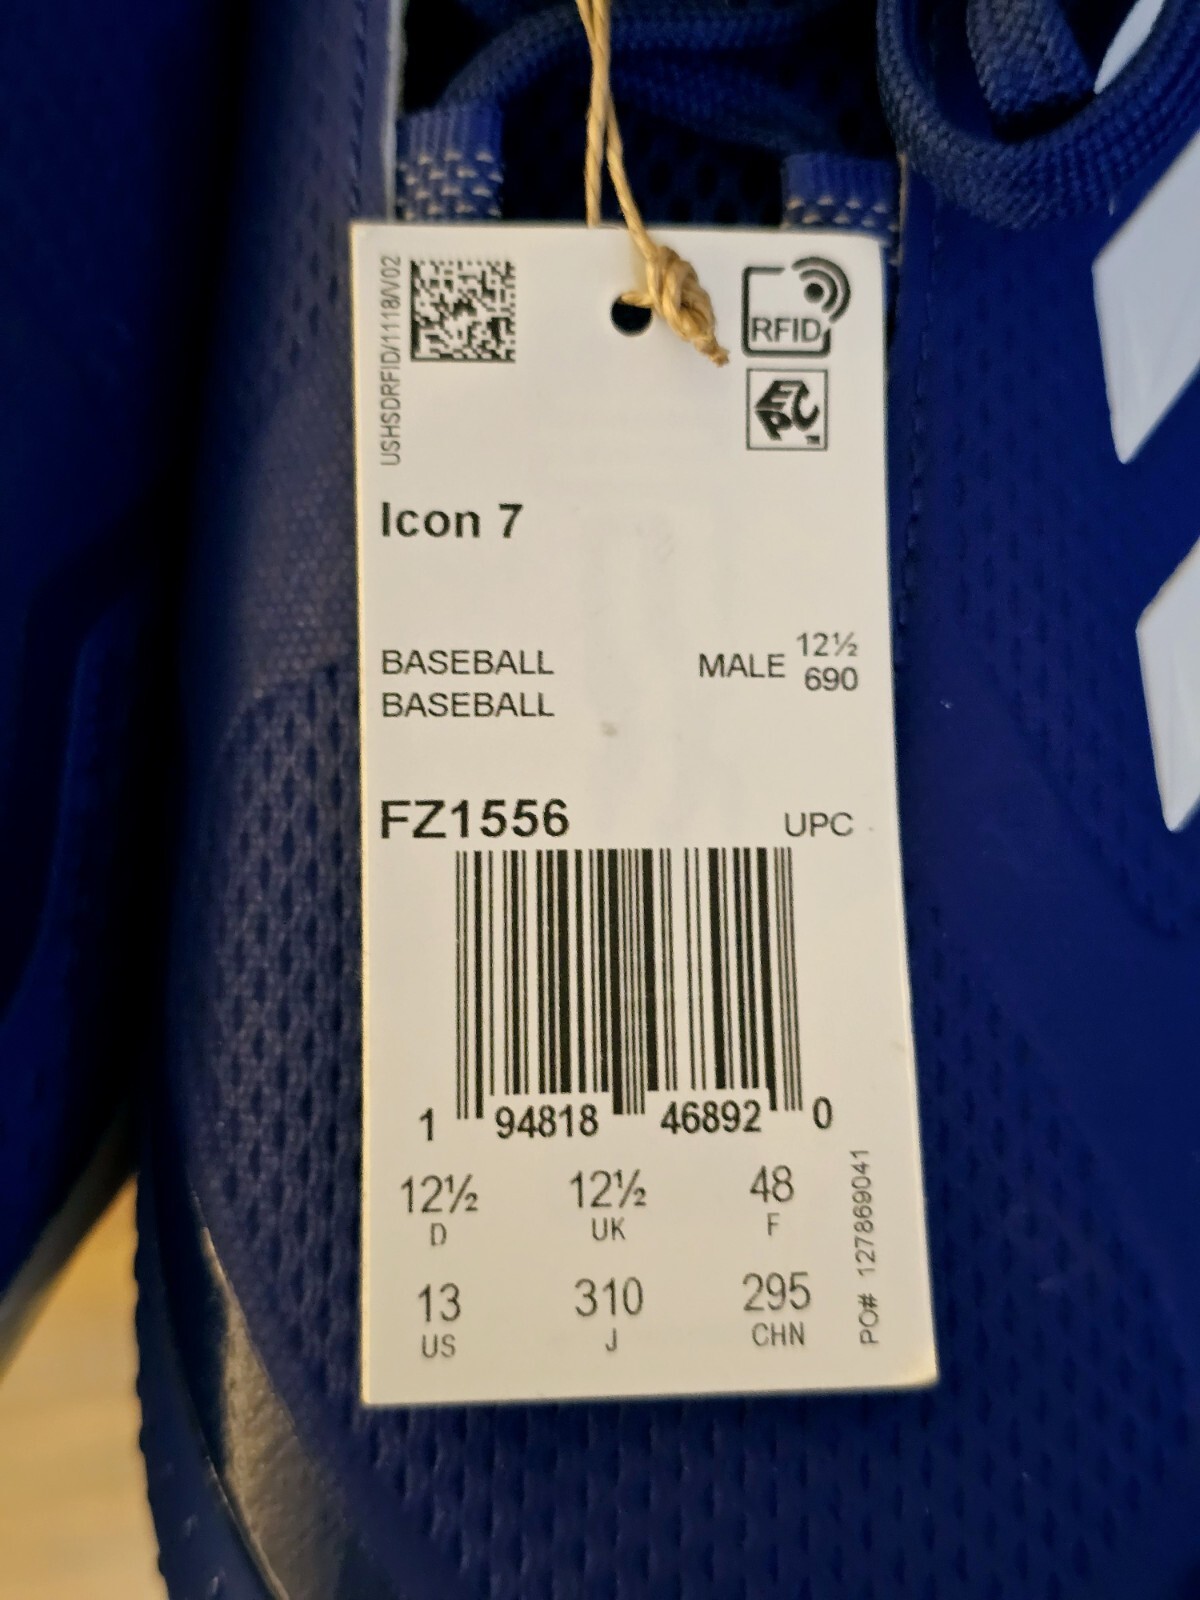 USHSDRFID/1118/V02
RFID
EPC™
Icon 7
BASEBALL
BASEBALL
MALE 12½
690
FZ1556
UPC
1 94818 46892 0
12½ 12½ 48
D UK F
13 310 295
US J CHN
PO# 127869041